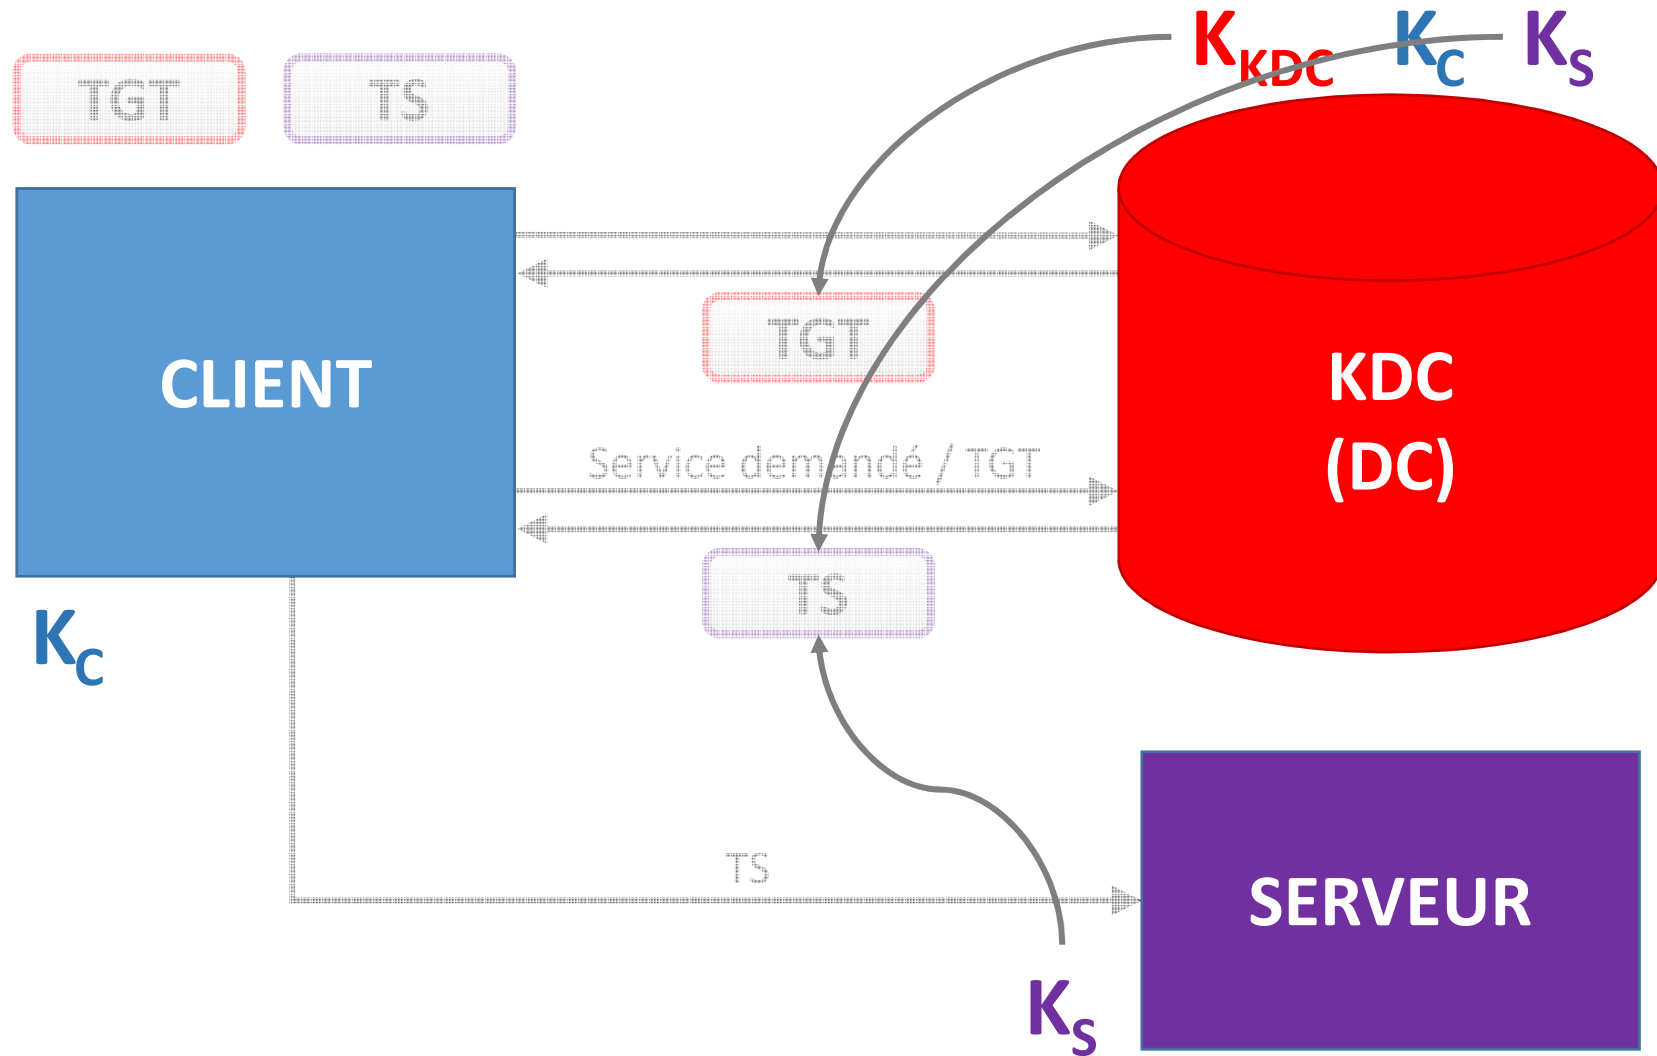 K_KDC K_C K_S
TGT TS
CLIENT
KDC
(DC)
TGT
Service demandé / TGT
TS
K_C
TS
SERVEUR
K_S